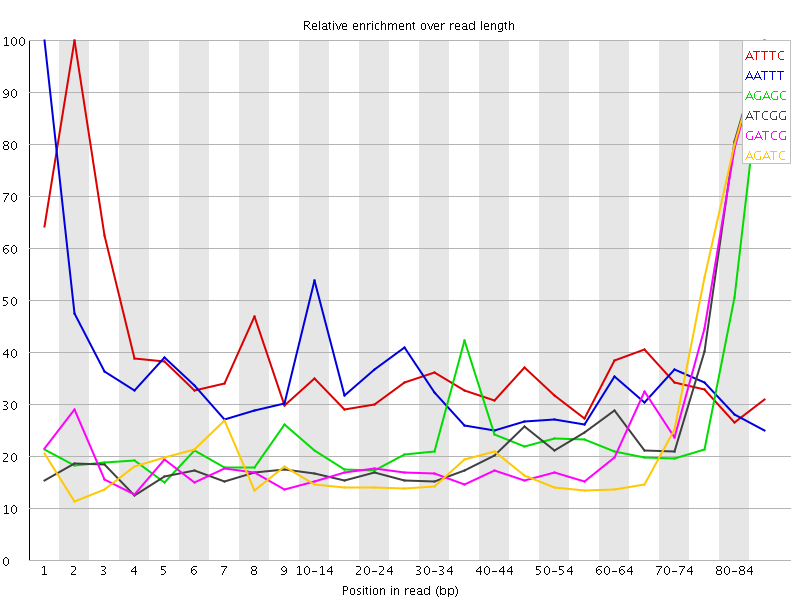 Relative enrichment over read length
100
90
80
70
60
50
40
30
20
10
0
ATTTC
AATTT
AGAGC
ATCGG
GATCG
AGATC
1 2 3 4 5 6 7 8 9 10-14 20-24 30-34 40-44 50-54 60-64 70-74 80-84
Position in read (bp)